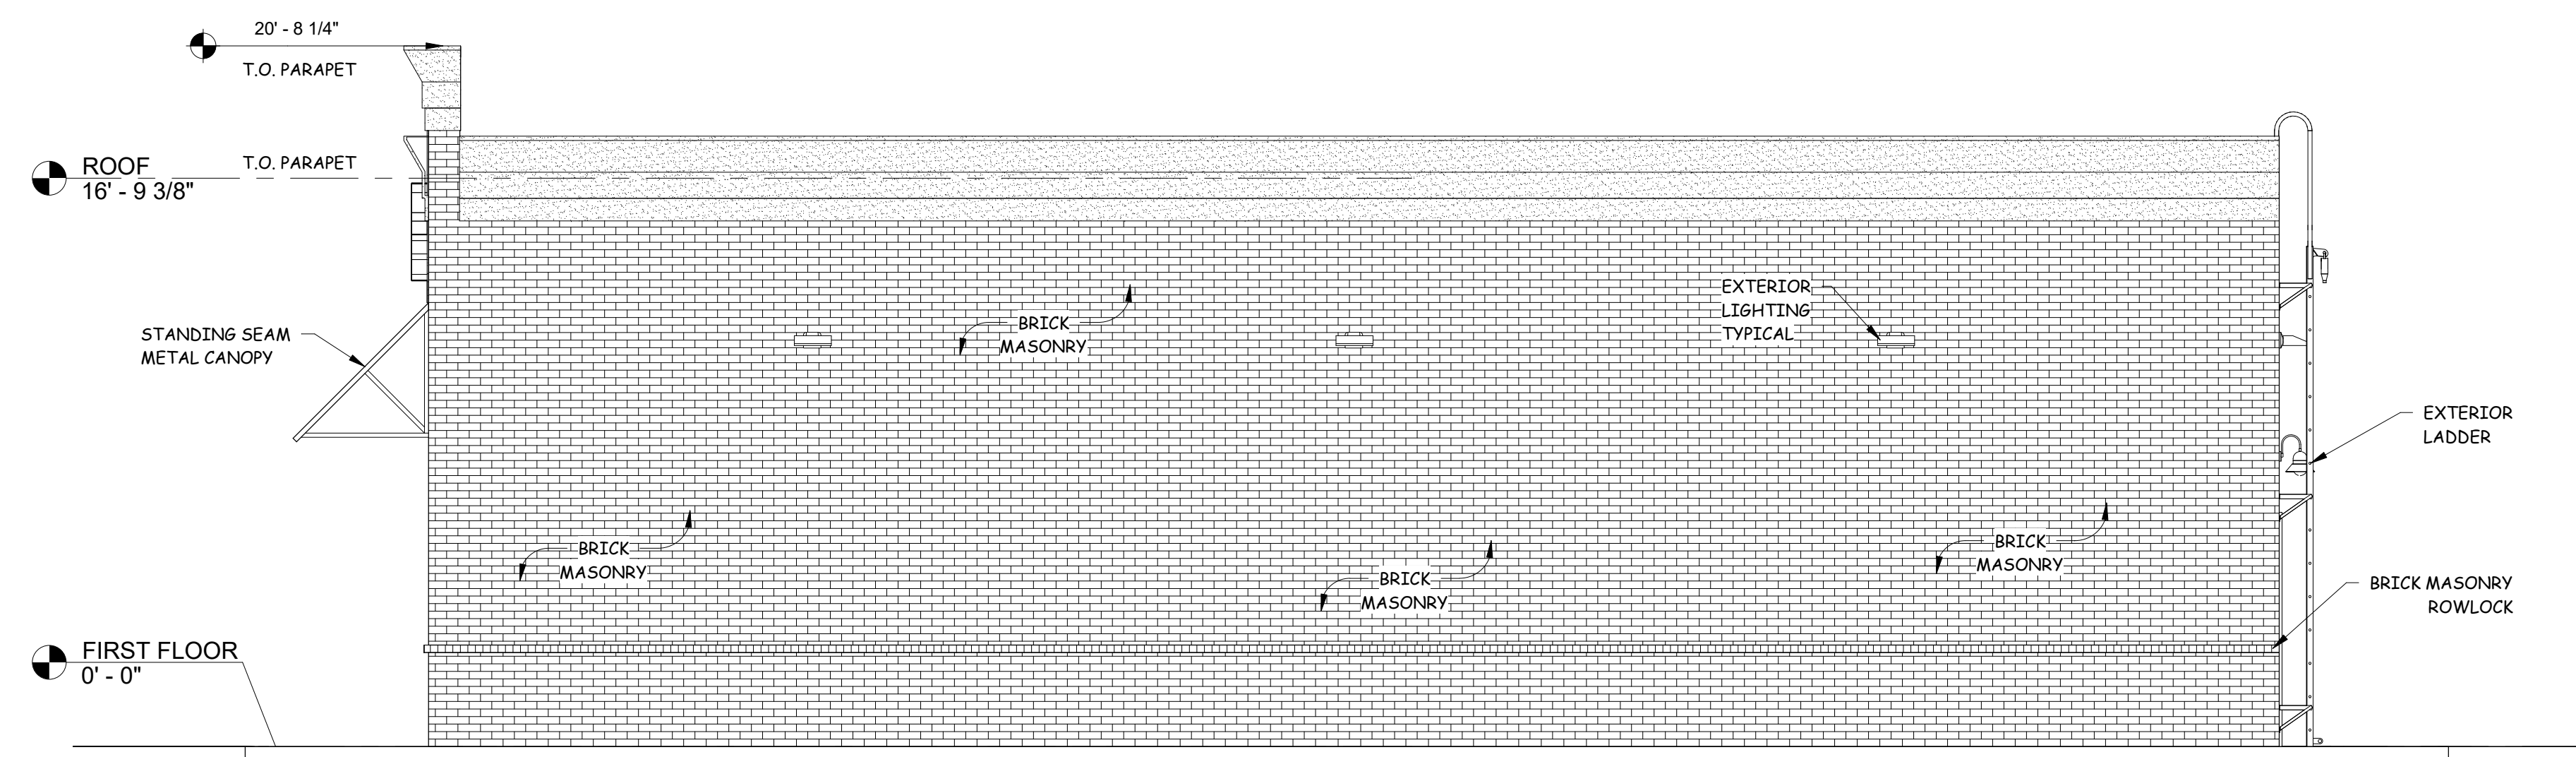 20' - 8 1/4"
T.O. PARAPET
ROOF
16' - 9 3/8"
T.O. PARAPET
STANDING SEAM
METAL CANOPY
BRICK
MASONRY
EXTERIOR
LIGHTING
TYPICAL
EXTERIOR
LADDER
BRICK
MASONRY
BRICK
MASONRY
BRICK
MASONRY
BRICK MASONRY
ROWLOCK
FIRST FLOOR
0' - 0"